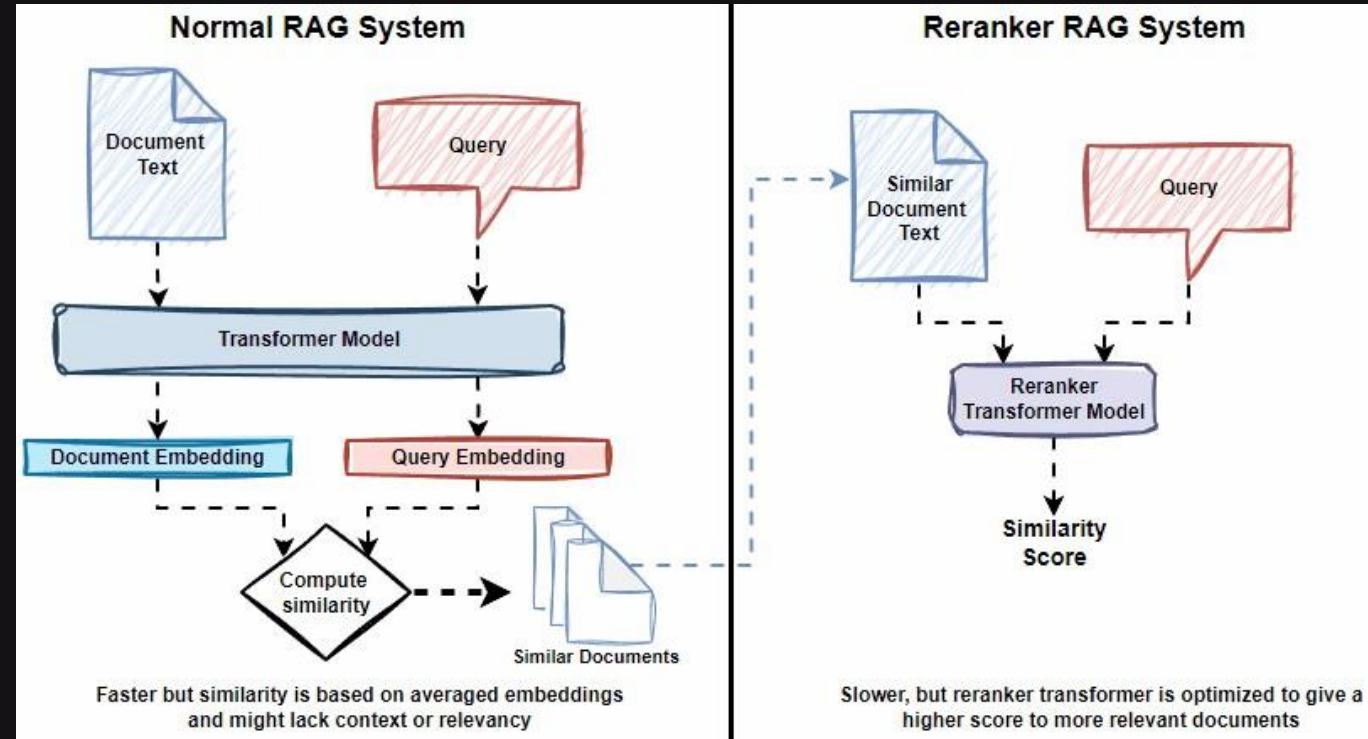 Normal RAG System
Document
Text
Query
Transformer Model
Document Embedding
Query Embedding
Compute
similarity
Similar Documents
Faster but similarity is based on averaged embeddings
and might lack context or relevancy
Reranker RAG System
Similar
Document
Text
Query
Reranker
Transformer Model
Similarity
Score
Slower, but reranker transformer is optimized to give a
higher score to more relevant documents